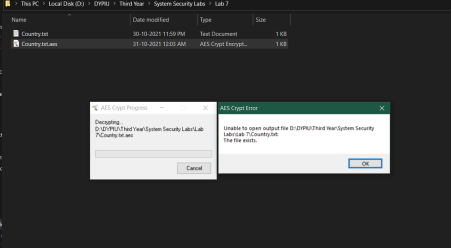 This PC > Local Disk (D:) > DYPIU > Third Year > System Security Labs > Lab 7
Name Date modified Type Size
Country.txt 30-10-2021 11:59 PM Text Document 1 KB
Country.txt.aes 31-10-2021 12:03 AM AES Crypt Encrypt... 1 KB
AES Crypt Progress
Decrypting...
D:\DYPIU\Third Year\System Security Labs\Lab
7\Country.txt.aes
Cancel
AES Crypt Error
Unable to open output file D:\DYPIU\Third Year\System Security
Labs\Lab 7\Country.txt
The file exists.
OK